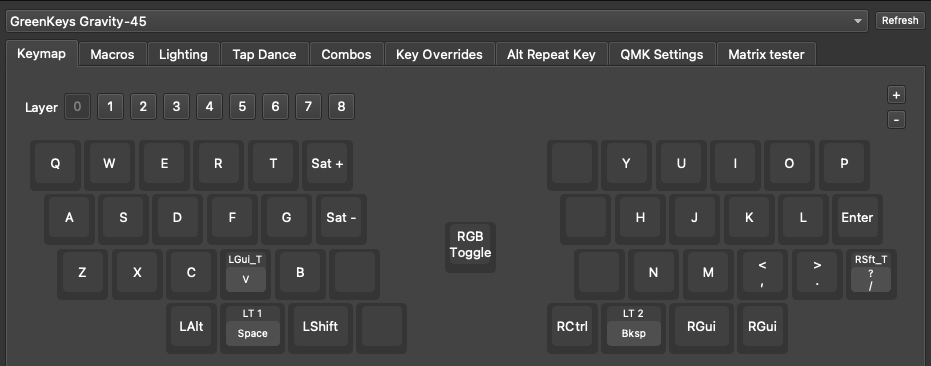 GreenKeys Gravity-45 Refresh
Keymap Macros Lighting Tap Dance Combos Key Overrides Alt Repeat Key QMK Settings Matrix tester
Layer 0 1 2 3 4 5 6 7 8 +
-
Q W E R T Sat + Y U I O P
A S D F G Sat - H J K L Enter
RGB
Toggle
Z X C LGui_T B N M < > RSft_T
V , . ?
/
LAlt LT 1 LShift RCtrl LT 2 RGui RGui
Space Bksp